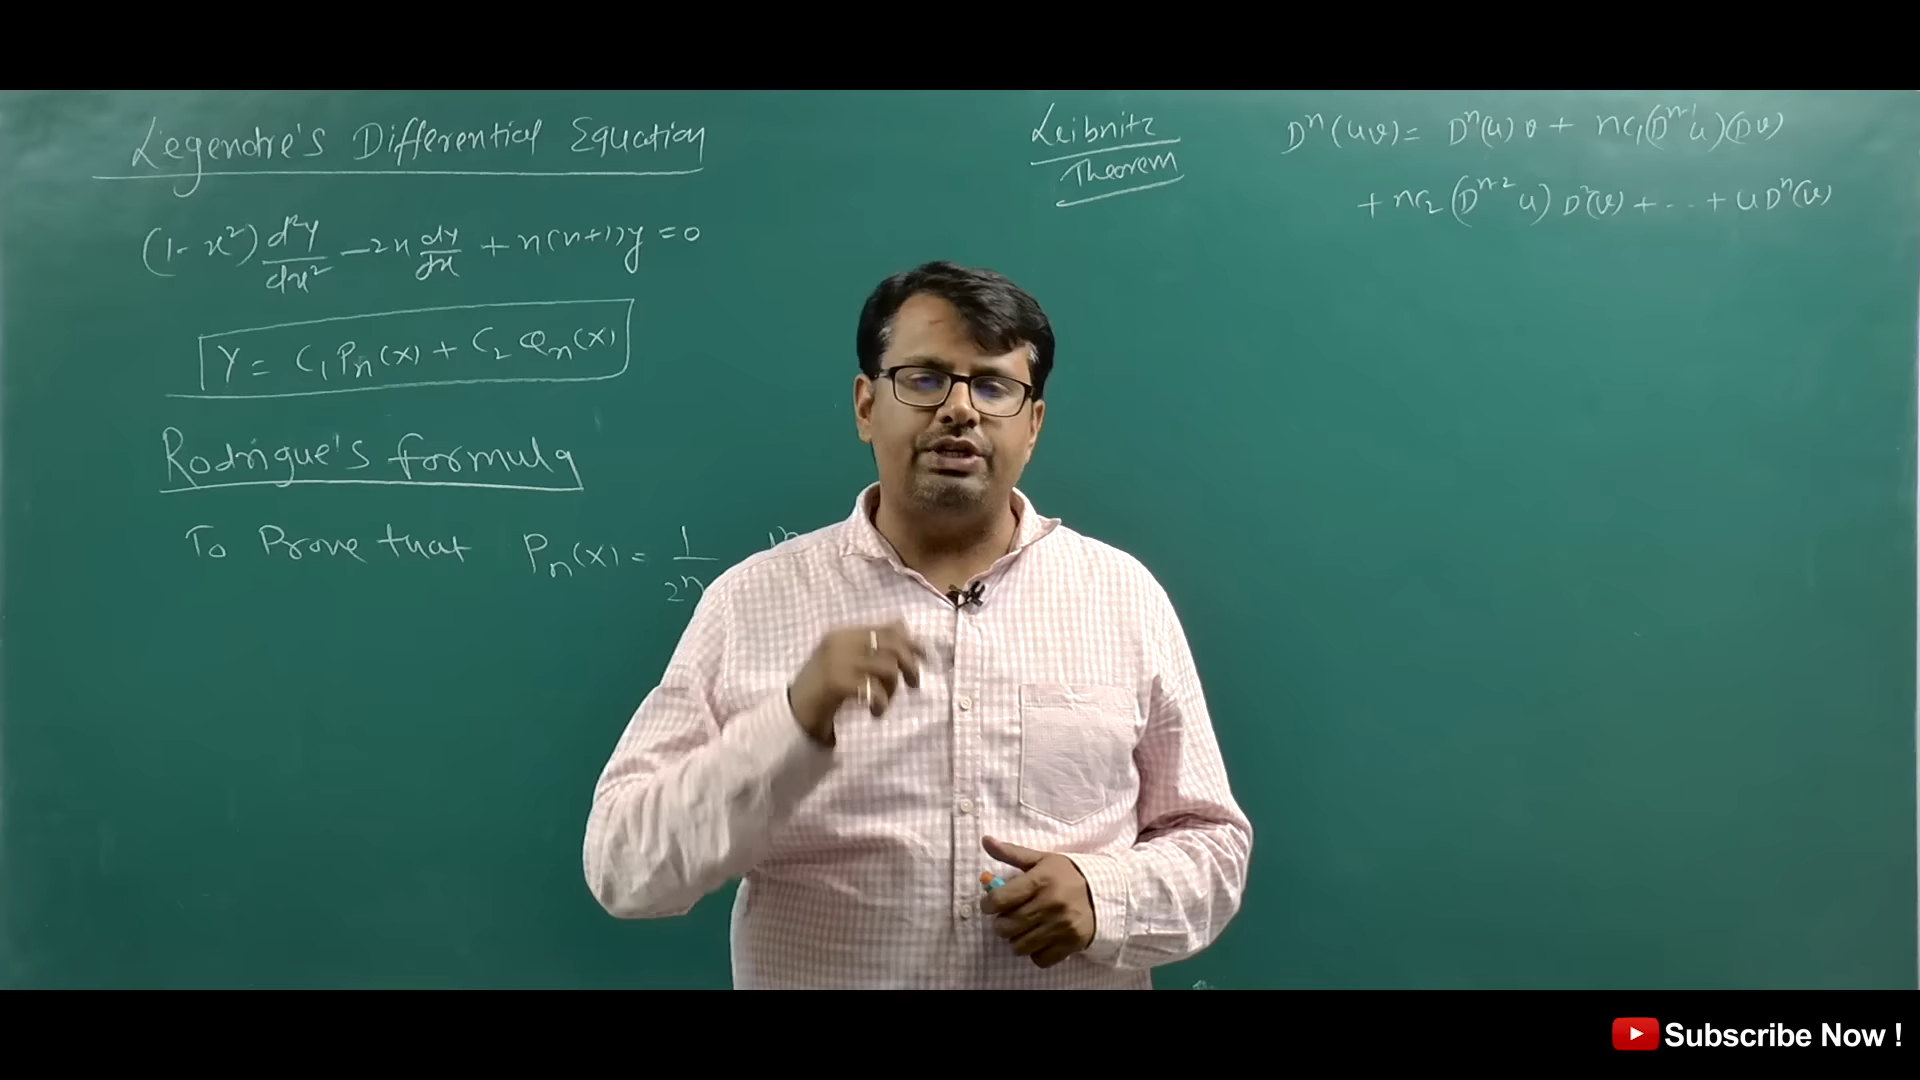 Legendre's Differential Equation
(1-x²) d²y/dx² - 2x dy/dx + n(n+1)y = 0
Y = C₁Pₙ(x) + C₂Qₙ(x)
Rodrigue's formula
To Prove that Pₙ(x) = 1/2ⁿ
Leibnitz
Theorem
Dⁿ(uv) = Dⁿ(u)v + nc₁(Dⁿ⁻¹u)(Dv)
+ nc₂(Dⁿ⁻²u) D²(v) + ... + u Dⁿ(v)
Subscribe Now !